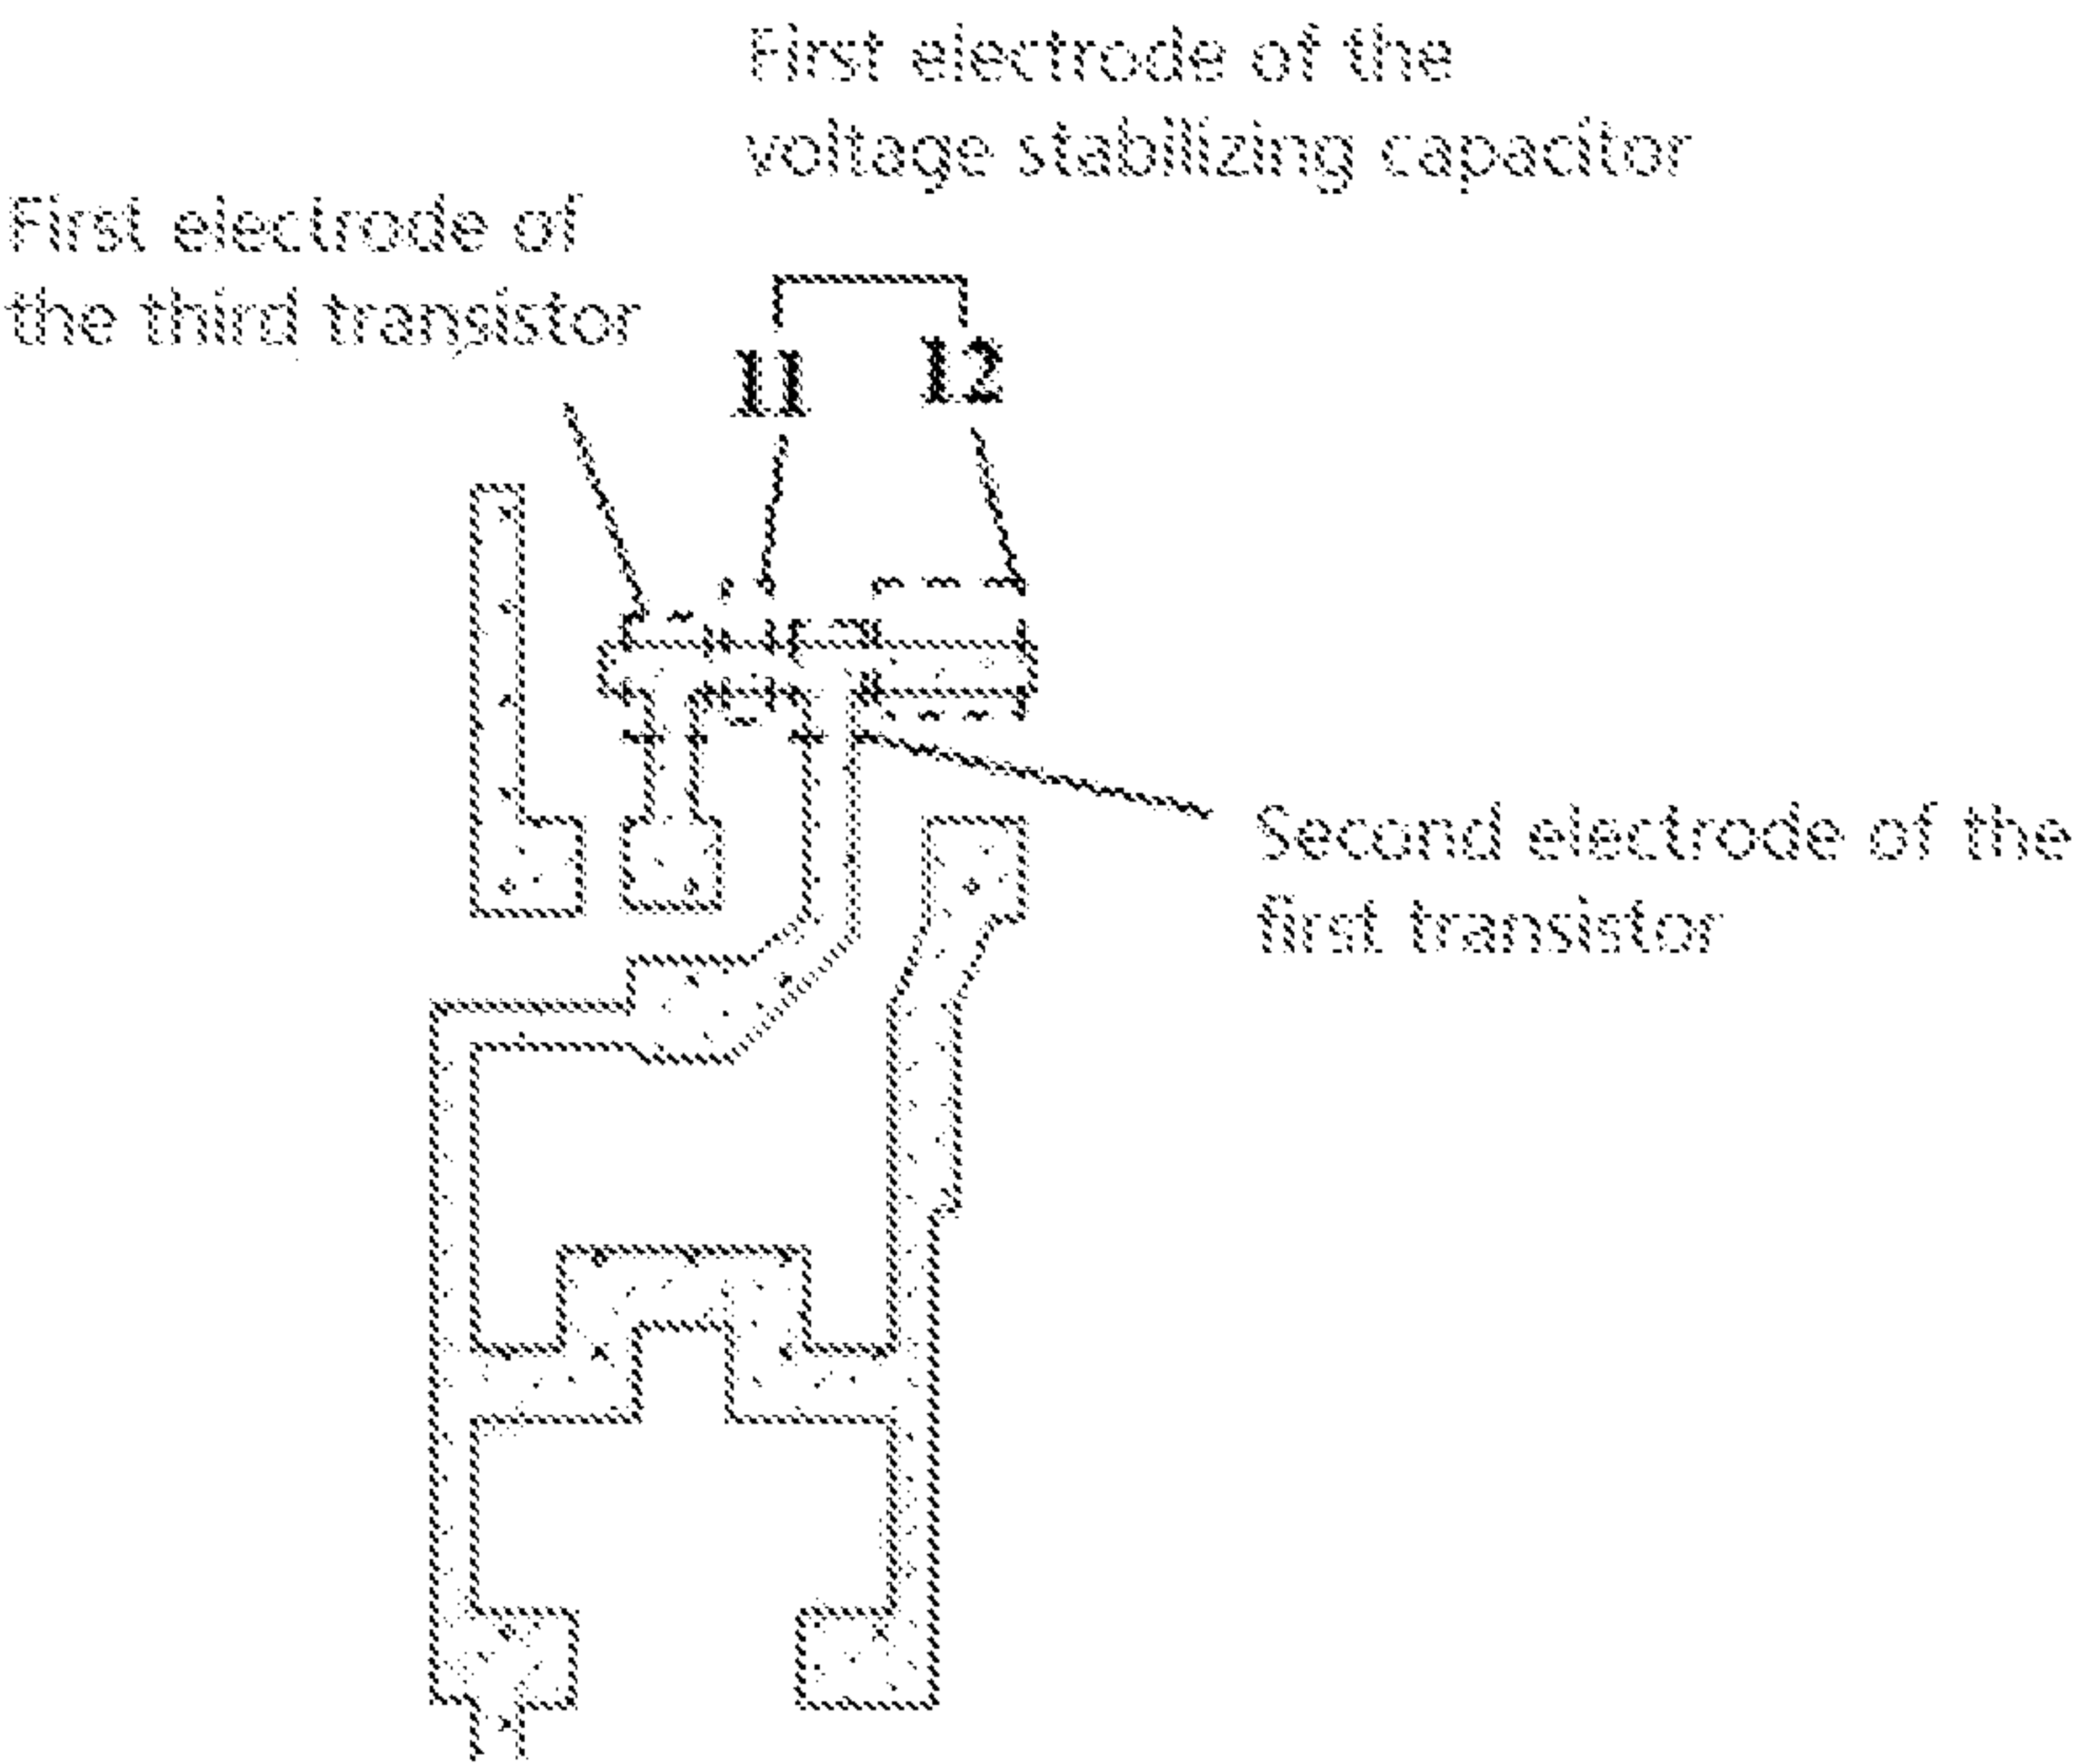 First electrode of the
voltage stabilizing capacitor
First electrode of
the third transistor
11
12
Second electrode of the
first transistor